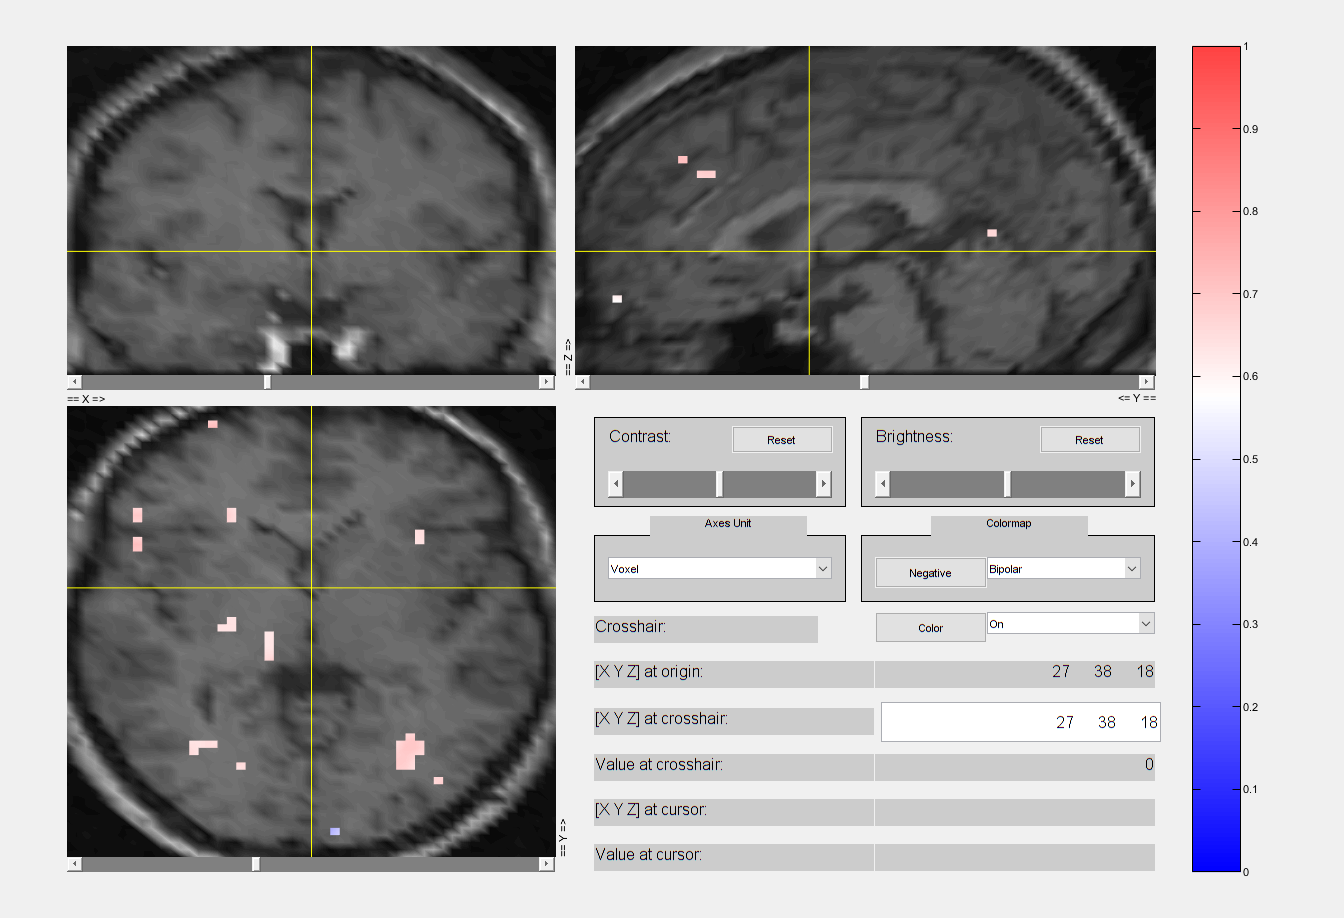 1
0.9
0.8
0.7
0.6
0.5
0.4
0.3
0.2
0.1
0
== Z =>
== X =>
<= Y ==
== Y =>
Contrast:
Reset
Brightness:
Reset
Axes Unit
Voxel
Colormap
Negative
Bipolar
Crosshair:
Color
On
[X Y Z] at origin:
27 38 18
[X Y Z] at crosshair:
27 38 18
Value at crosshair:
0
[X Y Z] at cursor:
Value at cursor: